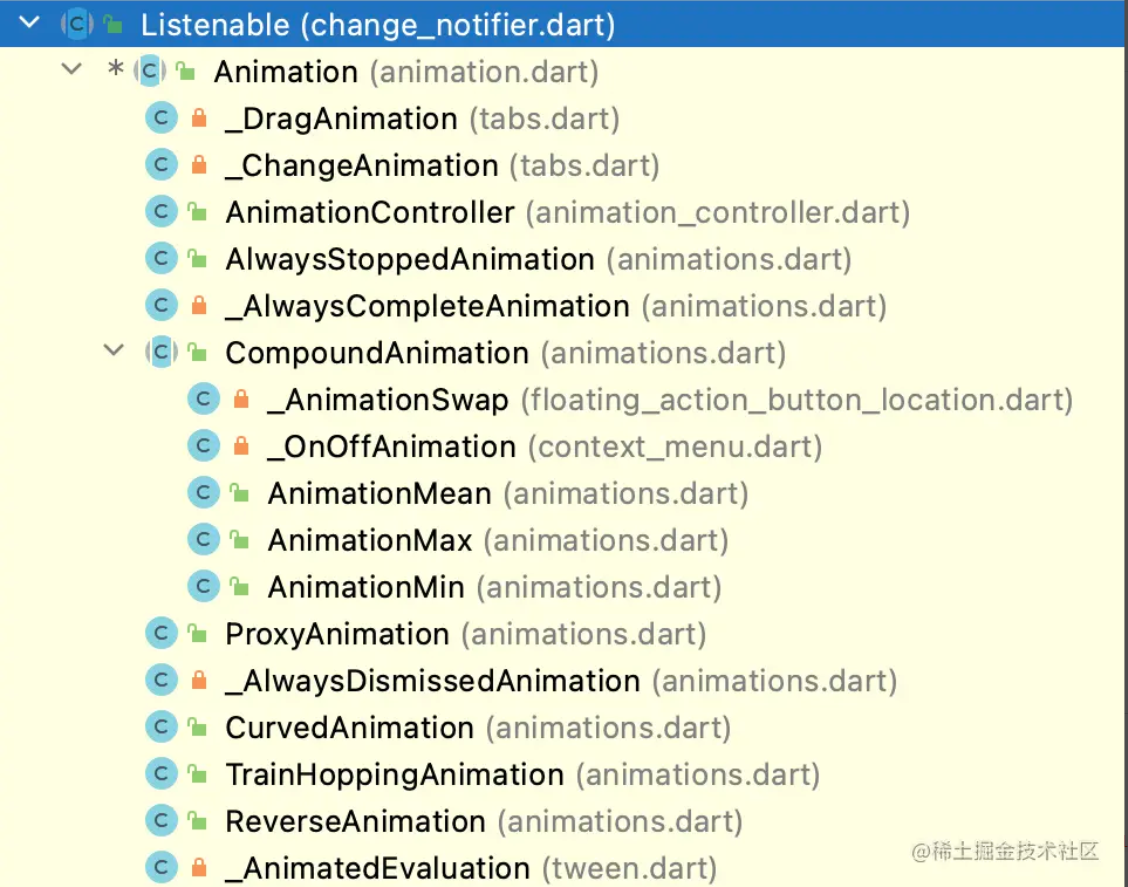 Listenable (change_notifier.dart)
* Animation (animation.dart)
_DragAnimation (tabs.dart)
_ChangeAnimation (tabs.dart)
AnimationController (animation_controller.dart)
AlwaysStoppedAnimation (animations.dart)
_AlwaysCompleteAnimation (animations.dart)
CompoundAnimation (animations.dart)
_AnimationSwap (floating_action_button_location.dart)
_OnOffAnimation (context_menu.dart)
AnimationMean (animations.dart)
AnimationMax (animations.dart)
AnimationMin (animations.dart)
ProxyAnimation (animations.dart)
_AlwaysDismissedAnimation (animations.dart)
CurvedAnimation (animations.dart)
TrainHoppingAnimation (animations.dart)
ReverseAnimation (animations.dart)
_AnimatedEvaluation (tween.dart)
@稀土掘金技术社区